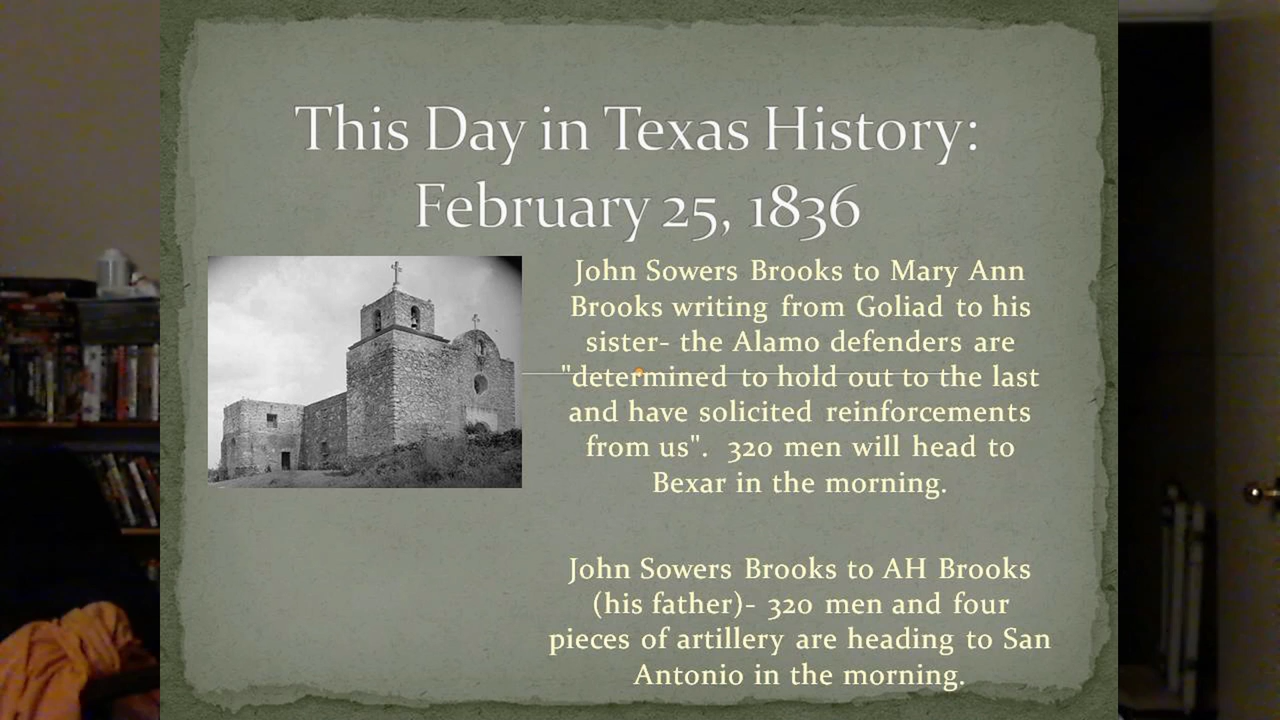 This Day in Texas History:
February 25, 1836
John Sowers Brooks to Mary Ann
Brooks writing from Goliad to his
sister- the Alamo defenders are
"determined to hold out to the last
and have solicited reinforcements
from us". 320 men will head to
Bexar in the morning.
John Sowers Brooks to AH Brooks
(his father)- 320 men and four
pieces of artillery are heading to San
Antonio in the morning.